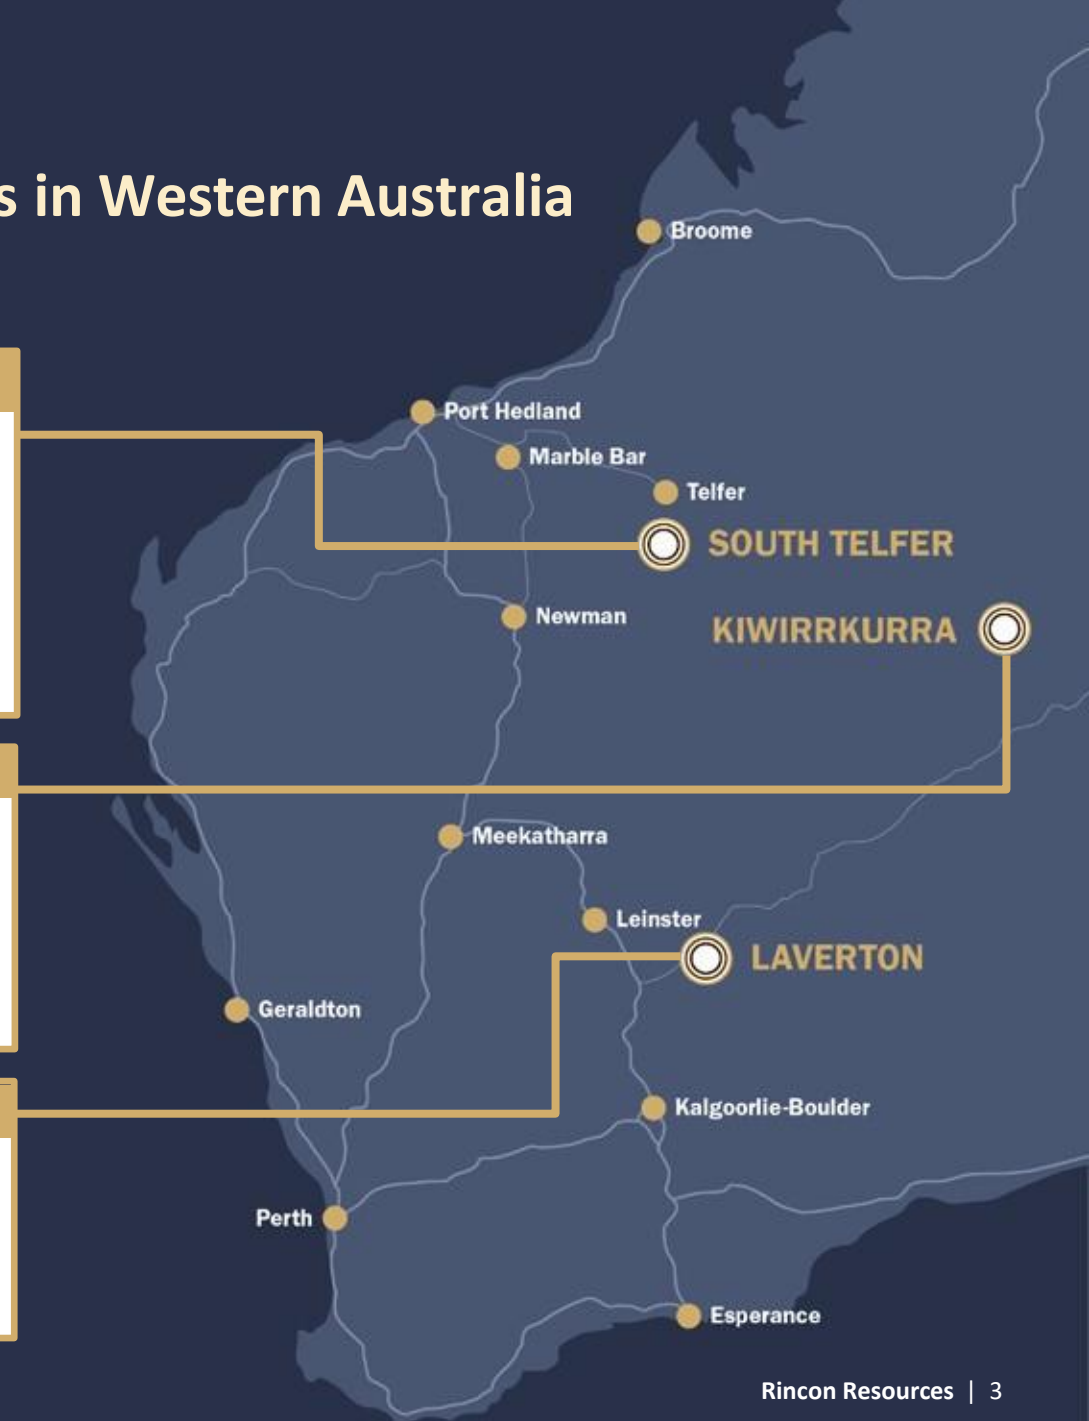 s in Western Australia
Broome
Port Hedland
Marble Bar
Telfer
SOUTH TELFER
Newman
KIWIRRKURRA
Meekatharra
Leinster
LAVERTON
Geraldton
Kalgoorlie-Boulder
Perth
Esperance
Rincon Resources | 3